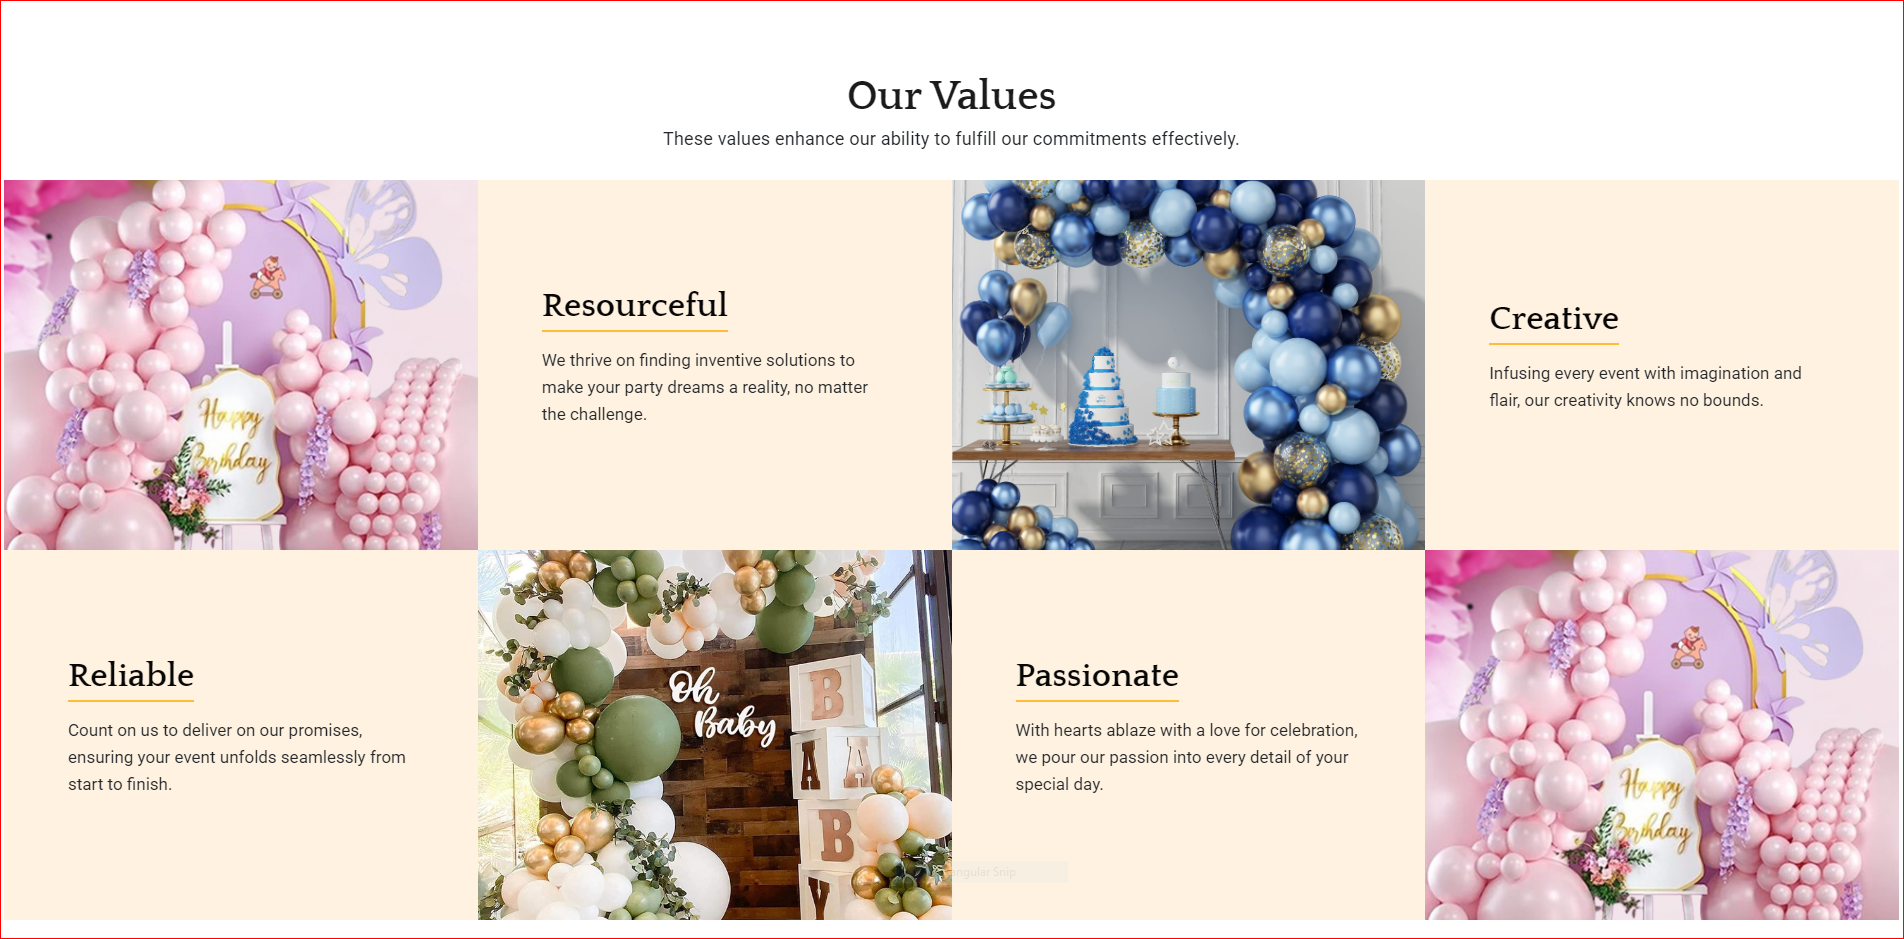 Our Values
These values enhance our ability to fulfill our commitments effectively.
Happy
Birthday
Resourceful
We thrive on finding inventive solutions to
make your party dreams a reality, no matter
the challenge.
Creative
Infusing every event with imagination and
flair, our creativity knows no bounds.
Reliable
Count on us to deliver on our promises,
ensuring your event unfolds seamlessly from
start to finish.
Oh
Baby
B
A A
B
Y
Passionate
With hearts ablaze with a love for celebration,
we pour our passion into every detail of your
special day.
angular Snip
Happy
Birthday